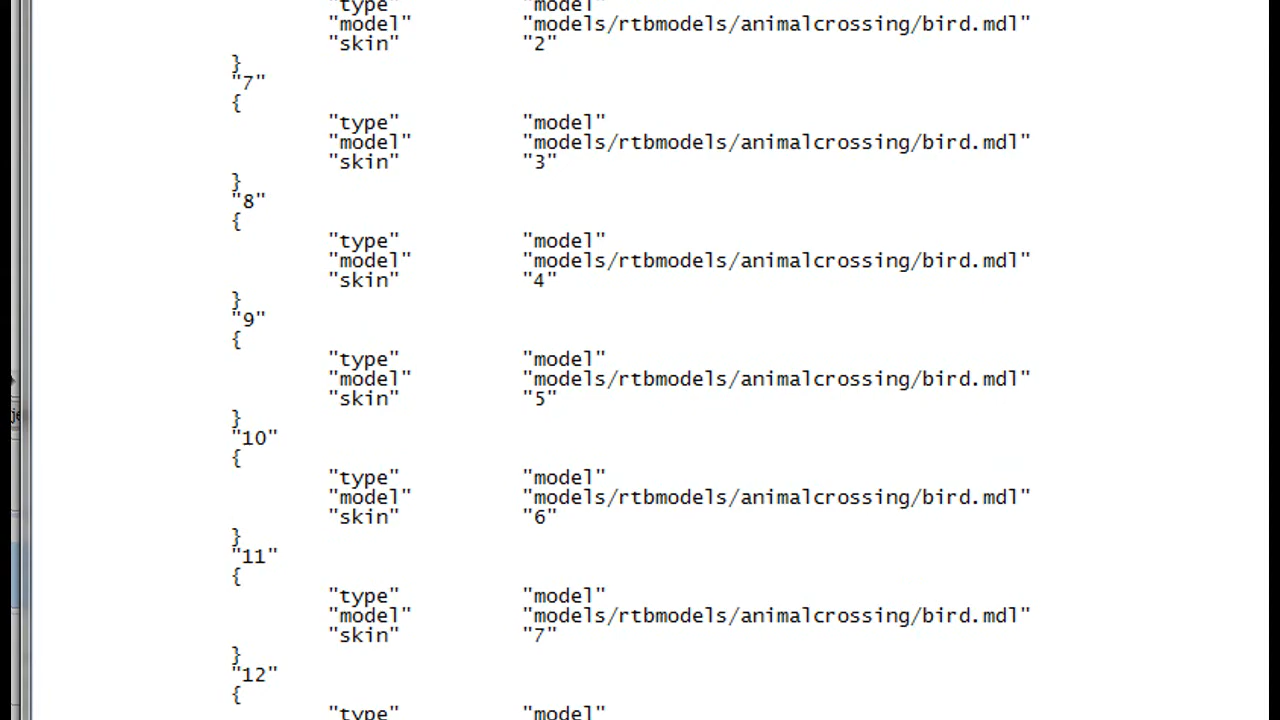 "type" "model"
"model" "models/rtbmodels/animalcrossing/bird.mdl"
"skin" "2"
}
"7"
{
"type" "model"
"model" "models/rtbmodels/animalcrossing/bird.mdl"
"skin" "3"
}
"8"
{
"type" "model"
"model" "models/rtbmodels/animalcrossing/bird.mdl"
"skin" "4"
}
"9"
{
"type" "model"
"model" "models/rtbmodels/animalcrossing/bird.mdl"
"skin" "5"
}
"10"
{
"type" "model"
"model" "models/rtbmodels/animalcrossing/bird.mdl"
"skin" "6"
}
"11"
{
"type" "model"
"model" "models/rtbmodels/animalcrossing/bird.mdl"
"skin" "7"
}
"12"
{
"type" "model"